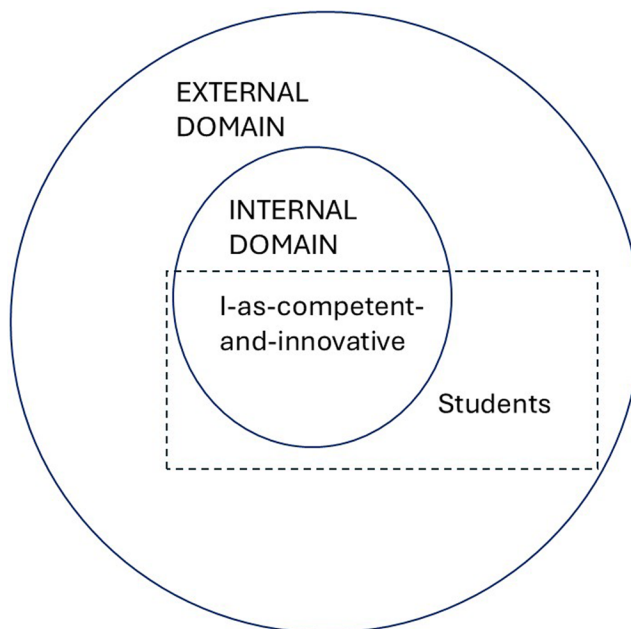 EXTERNAL
DOMAIN
INTERNAL
DOMAIN
I-as-competent-
and-innovative
Students